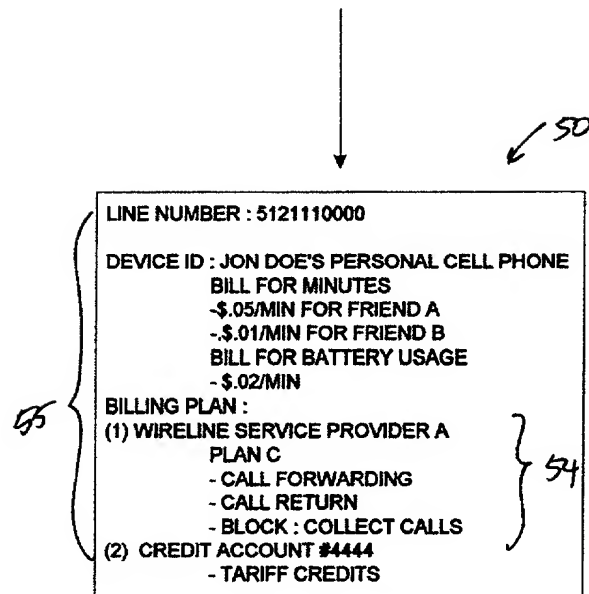 50
LINE NUMBER : 5121110000
DEVICE ID : JON DOE'S PERSONAL CELL PHONE
BILL FOR MINUTES
-$.05/MIN FOR FRIEND A
-.$.01/MIN FOR FRIEND B
BILL FOR BATTERY USAGE
- $.02/MIN
55
BILLING PLAN :
(1) WIRELINE SERVICE PROVIDER A
PLAN C
- CALL FORWARDING
54
- CALL RETURN
- BLOCK : COLLECT CALLS
(2) CREDIT ACCOUNT #4444
- TARIFF CREDITS